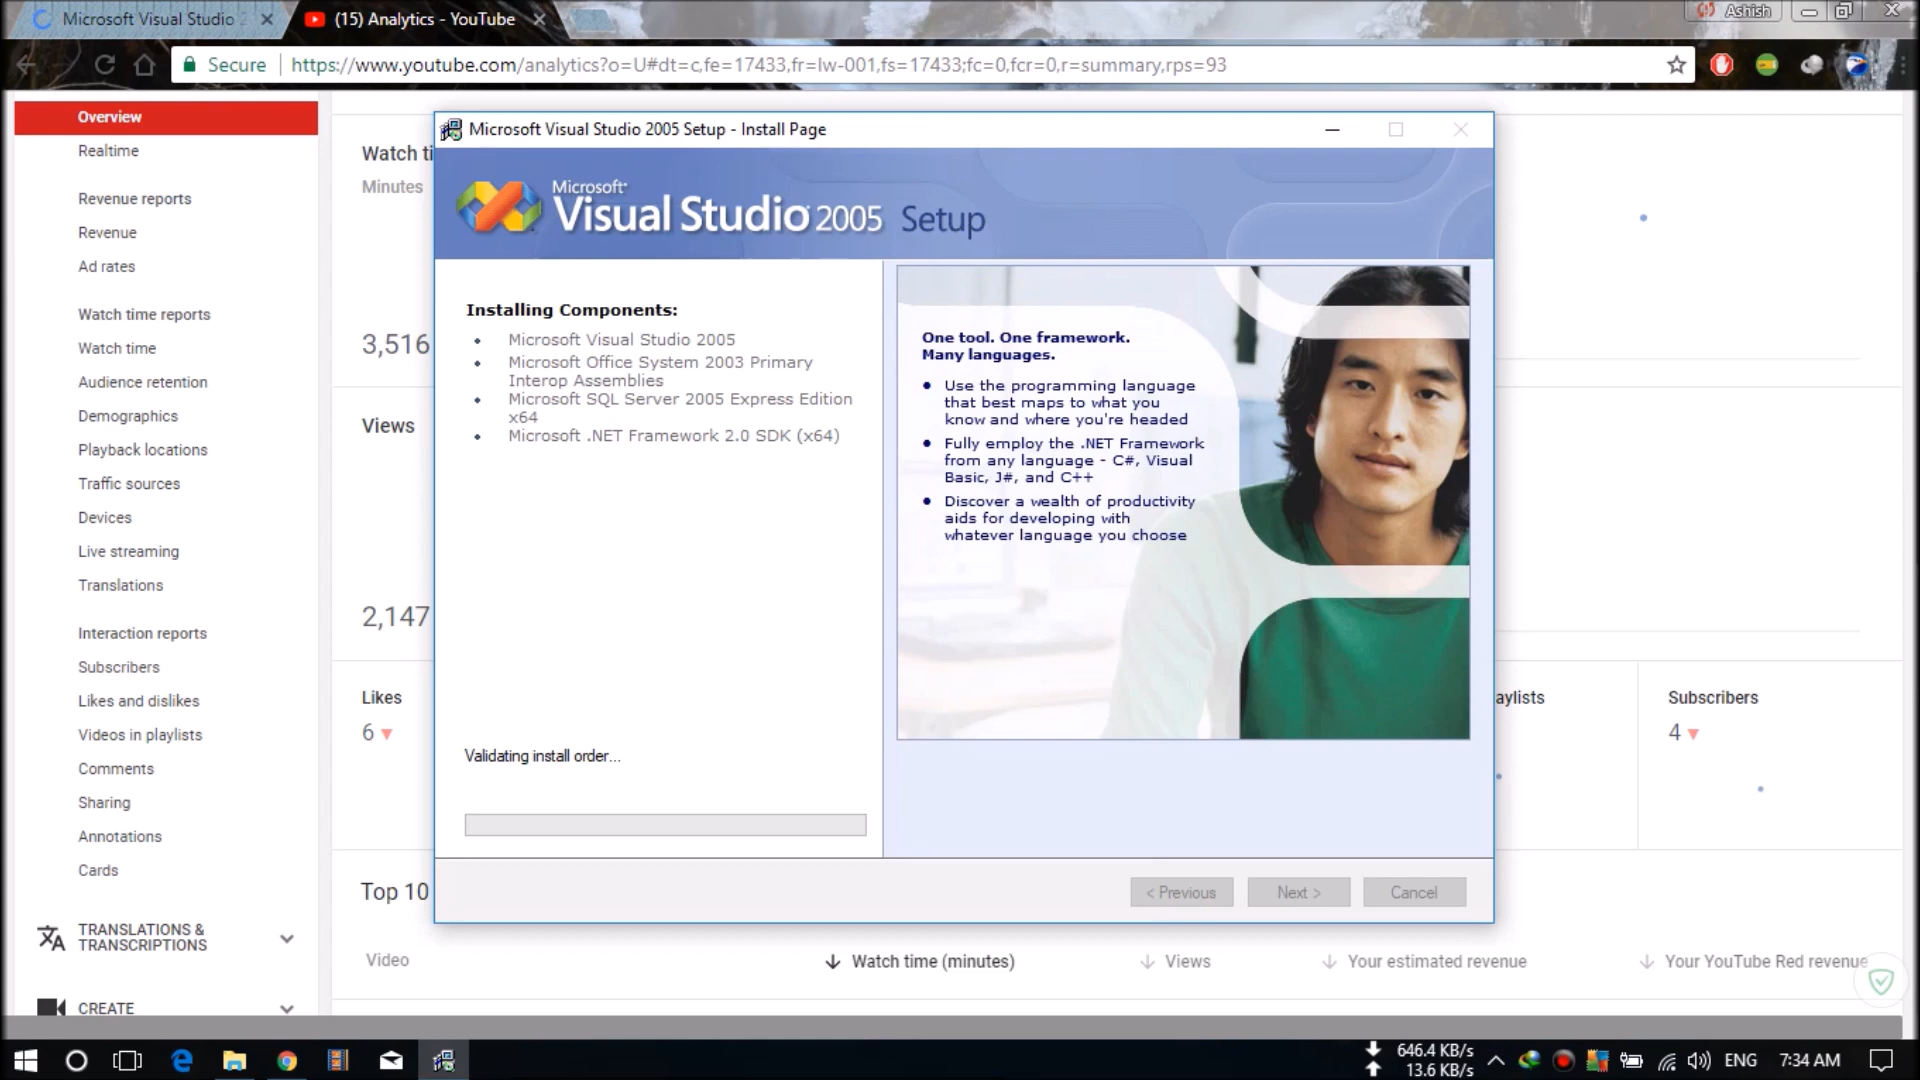 Microsoft Visual Studio 2
(15) Analytics - YouTube
Ashish
Secure
https://www.youtube.com/analytics?o=U#dt=c,fe=17433,fr=lw-001,fs=17433;fc=0,fcr=0,r=summary,rps=93
Overview
Realtime
Revenue reports
Revenue
Ad rates
Watch time reports
Watch time
Audience retention
Demographics
Playback locations
Traffic sources
Devices
Live streaming
Translations
Interaction reports
Subscribers
Likes and dislikes
Videos in playlists
Comments
Sharing
Annotations
Cards
TRANSLATIONS &
TRANSCRIPTIONS
CREATE
Watch ti
Minutes
3,516
Views
2,147
Likes
6
Top 10
Video
Watch time (minutes)
Views
Your estimated revenue
Your YouTube Red revenue
aylists
Subscribers
4
Microsoft Visual Studio 2005 Setup - Install Page
Microsoft
Visual Studio 2005 Setup
Installing Components:
Microsoft Visual Studio 2005
Microsoft Office System 2003 Primary
Interop Assemblies
Microsoft SQL Server 2005 Express Edition
x64
Microsoft .NET Framework 2.0 SDK (x64)
Validating install order...
One tool. One framework.
Many languages.
Use the programming language
that best maps to what you
know and where you're headed
Fully employ the .NET Framework
from any language - C#, Visual
Basic, J#, and C++
Discover a wealth of productivity
aids for developing with
whatever language you choose
< Previous
Next >
Cancel
646.4 KB/s
13.6 KB/s
ENG
7:34 AM